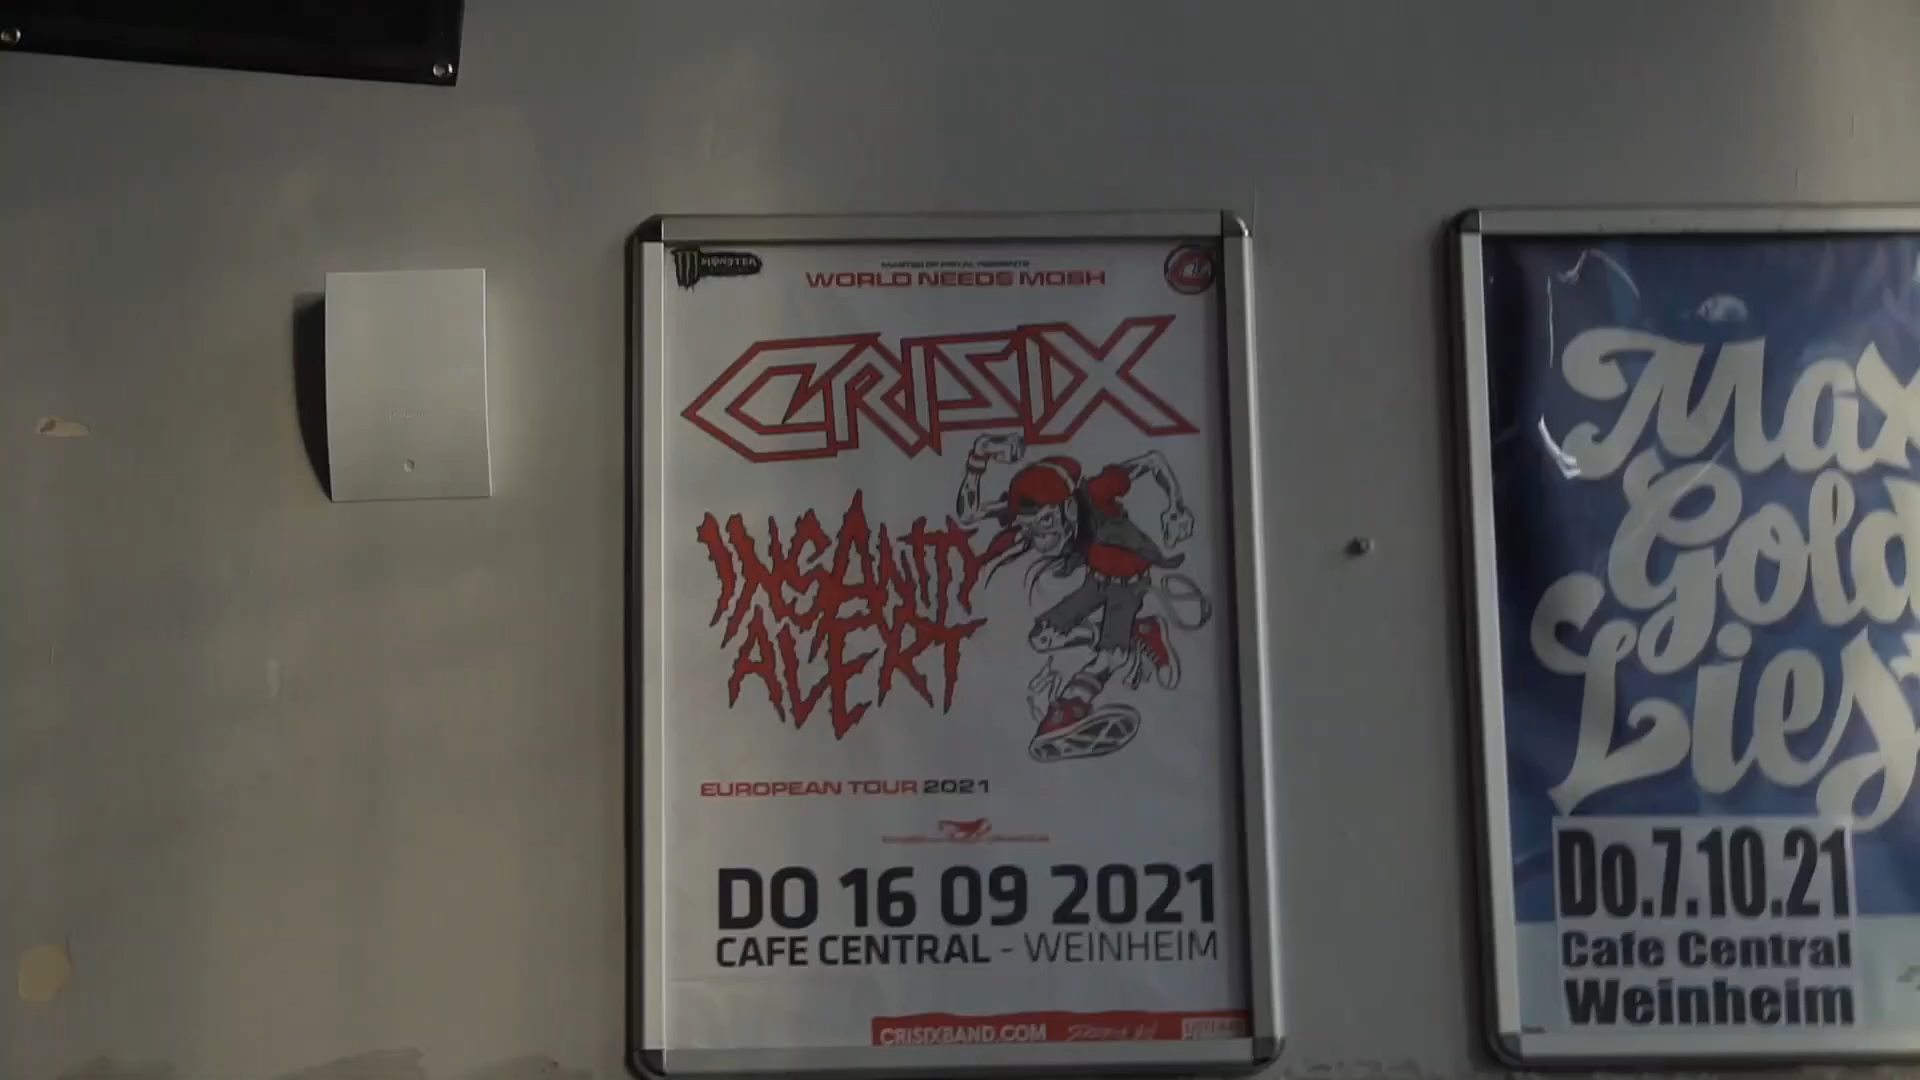 MONSTER
WORLD NEEDS MOSH
CRISIX
INSANITY
ALERT
EUROPEAN TOUR 2021
DO 16 09 2021
CAFE CENTRAL - WEINHEIM
CRISIXBAND.COM
Max
Gold
Liest
Do.7.10.21
Cafe Central
Weinheim